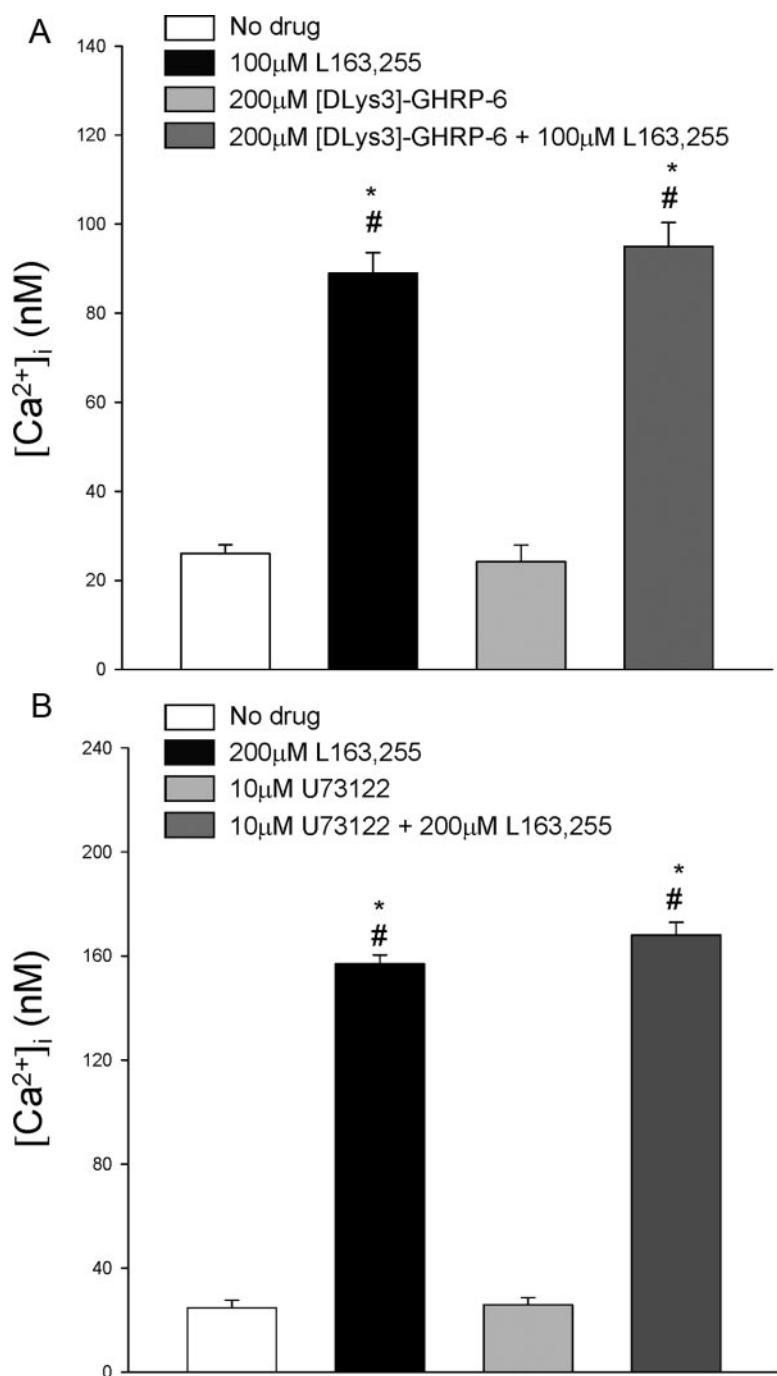 A
No drug
100μM L163,255
200μM [DLys3]-GHRP-6
200μM [DLys3]-GHRP-6 + 100μM L163,255
140
120
100
80
60
40
20
0
[Ca²⁺]ᵢ (nM)
*
#
*
#
B
No drug
200μM L163,255
10μM U73122
10μM U73122 + 200μM L163,255
240
200
160
120
80
40
0
[Ca²⁺]ᵢ (nM)
*
#
*
#